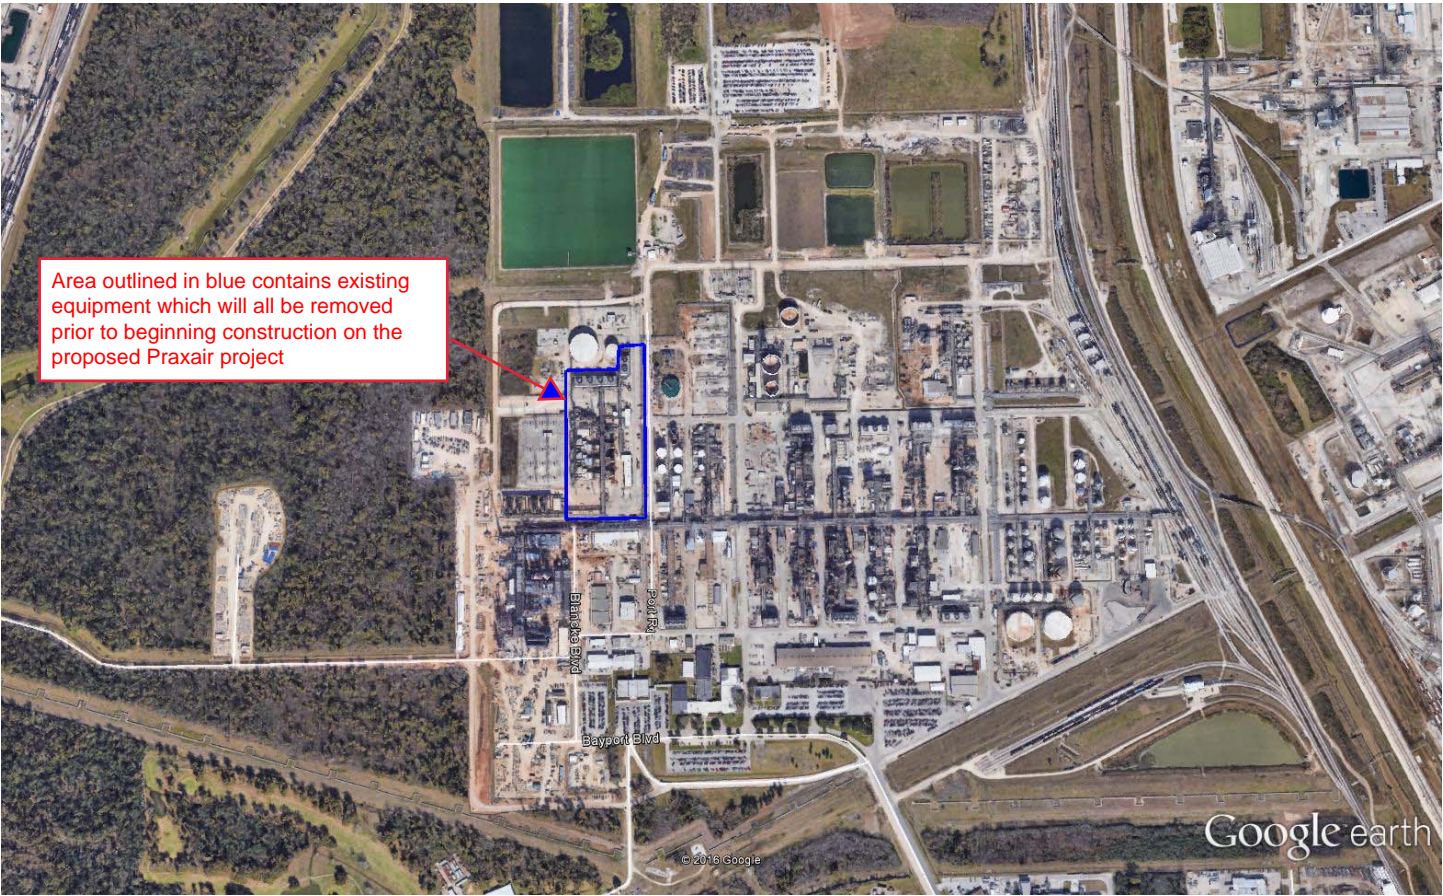 Area outlined in blue contains existing
equipment which will all be removed
prior to beginning construction on the
proposed Praxair project
Blancke Blvd
Port Rd
Bayport Blvd
© 2016 Google
Google earth